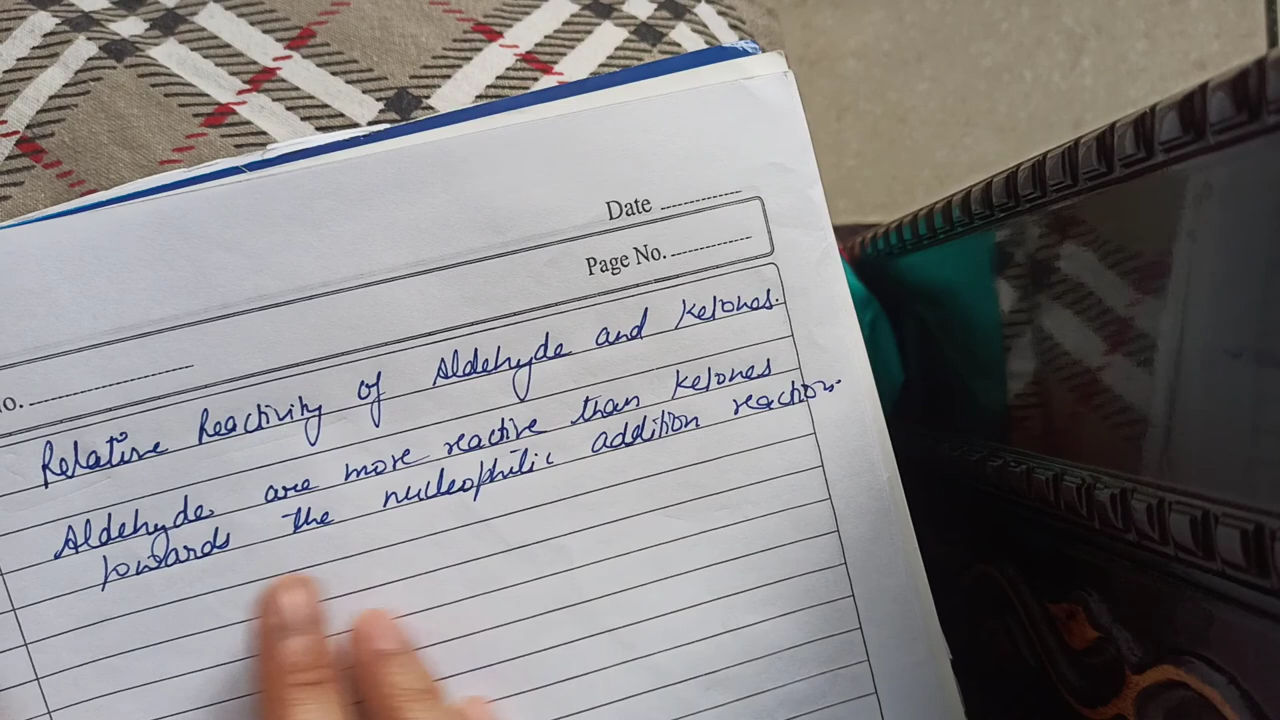 Date
Page No.
No.
Relative Reactivity of Aldehyde and Ketones.
Aldehyde are more reactive than Ketones
towards the nucleophilic addition reaction.